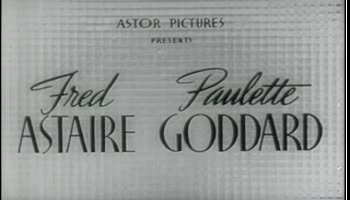 ASTOR PICTURES
PRESENTS
Fred Paulette
ASTAIRE GODDARD